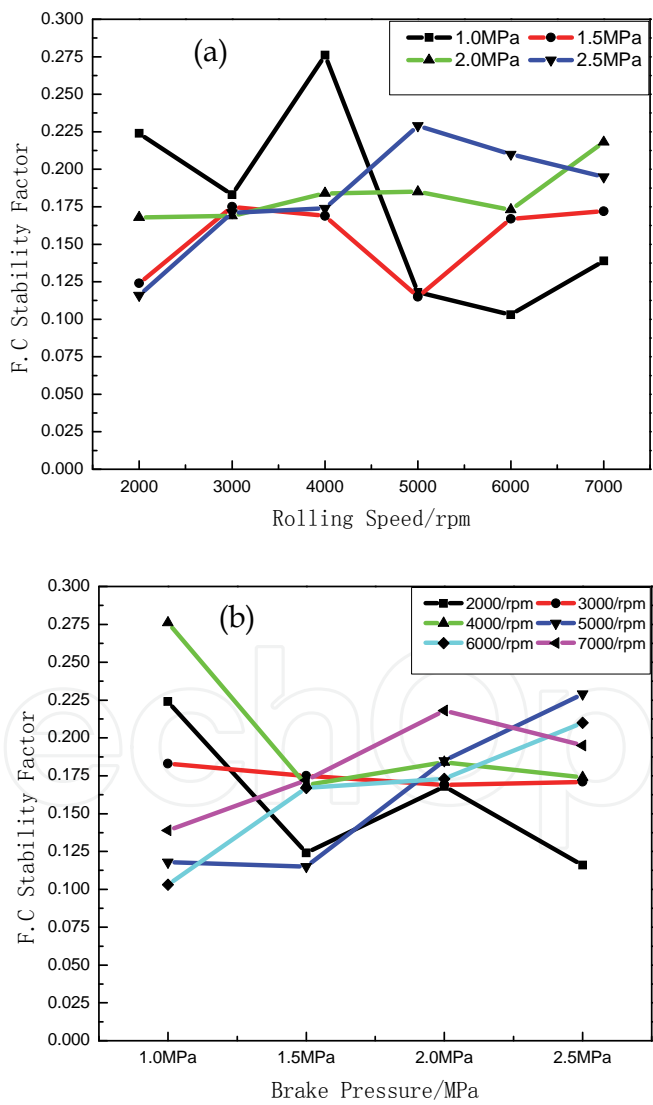 (a)
1.0MPa 1.5MPa
2.0MPa 2.5MPa
0.300
0.275
0.250
0.225
0.200
0.175
0.150
0.125
0.100
0.075
0.050
0.025
0.000
F.C Stability Factor
2000 3000 4000 5000 6000 7000
Rolling Speed/rpm
(b)
2000/rpm 3000/rpm
4000/rpm 5000/rpm
6000/rpm 7000/rpm
0.300
0.275
0.250
0.225
0.200
0.175
0.150
0.125
0.100
0.075
0.050
0.025
0.000
F.C Stability Factor
1.0MPa 1.5MPa 2.0MPa 2.5MPa
Brake Pressure/MPa
echOp